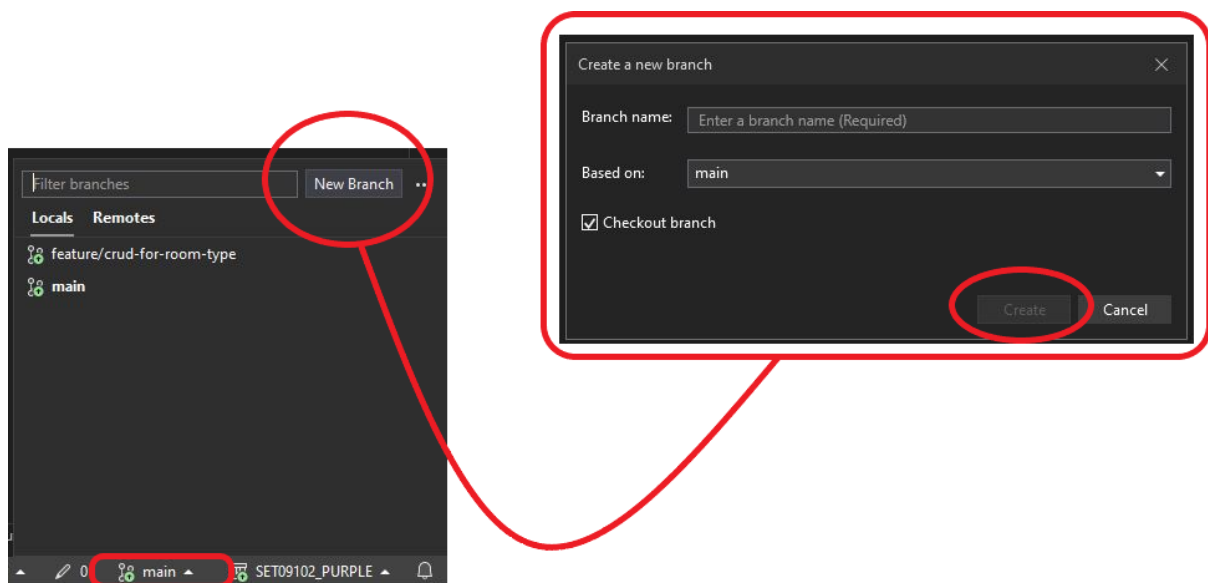 Create a new branch
Branch name: Enter a branch name (Required)
Based on: main
Checkout branch
Create Cancel
Filter branches New Branch
Locals Remotes
feature/crud-for-room-type
main
0 main SET09102_PURPLE